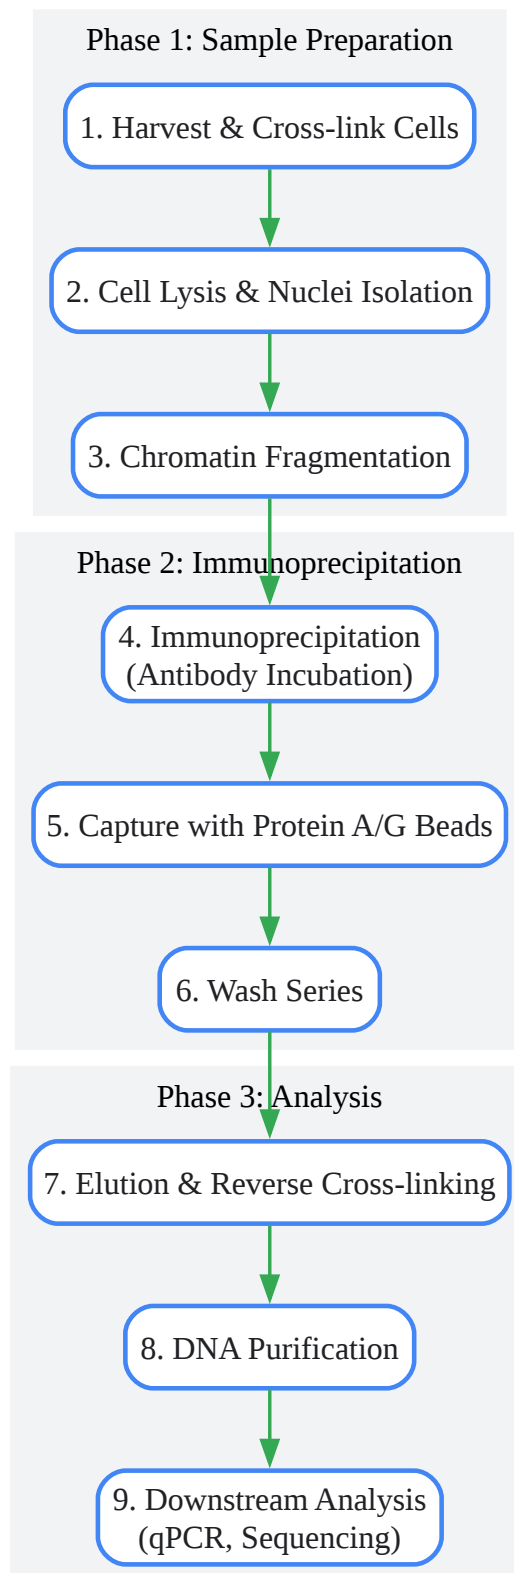 Phase 1: Sample Preparation
1. Harvest & Cross-link Cells
2. Cell Lysis & Nuclei Isolation
3. Chromatin Fragmentation
Phase 2: Immunoprecipitation
4. Immunoprecipitation
(Antibody Incubation)
5. Capture with Protein A/G Beads
6. Wash Series
Phase 3: Analysis
7. Elution & Reverse Cross-linking
8. DNA Purification
9. Downstream Analysis
(qPCR, Sequencing)